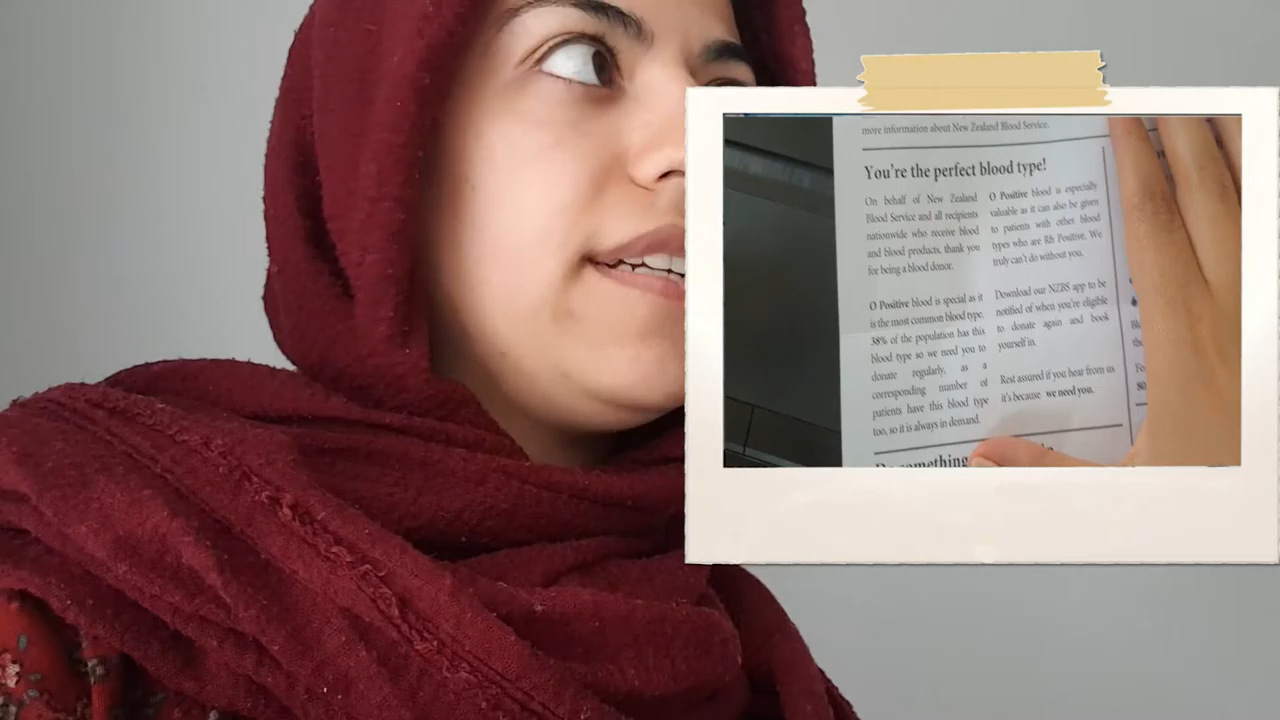 more information about New Zealand Blood Service.
You're the perfect blood type!
On behalf of New Zealand
Blood Service and all recipients
nationwide who receive blood
and blood products, thank you
for being a blood donor.
O Positive blood is special as it
is the most common blood type.
38% of the population has this
blood type so we need you to
donate regularly, as a
corresponding number of
patients have this blood type
too, so it is always in demand.
O Positive blood is especially
valuable as it can also be given
to patients with other blood
types who are Rh Positive. We
truly can't do without you.
Download our NZBS app to be
notified of when you're eligible
to donate again and book
yourself in.
Rest assured if you hear from us
it's because we need you.